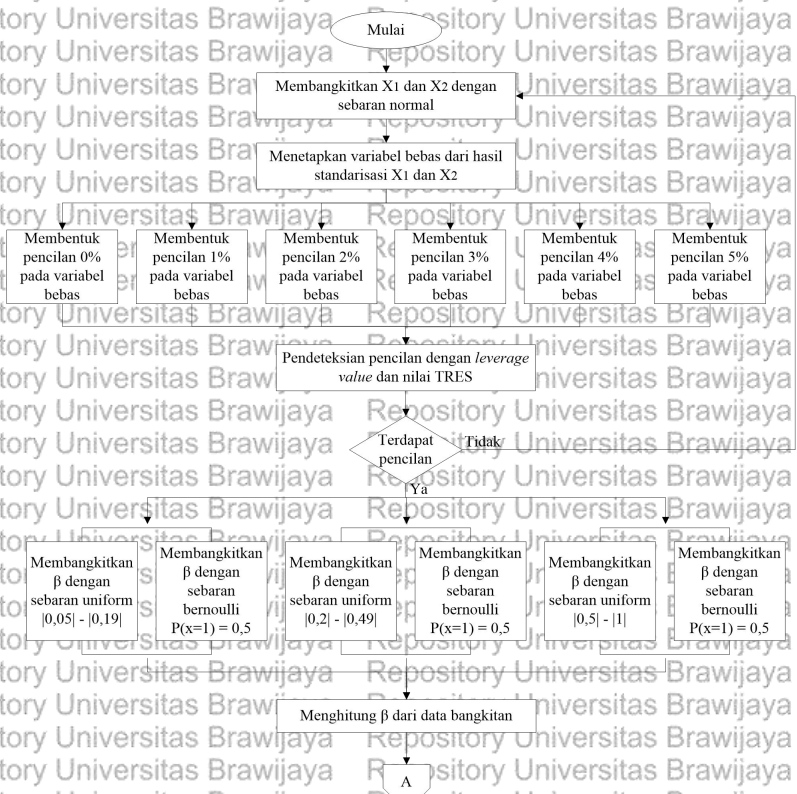 Mulai
Membangkitkan X1 dan X2 dengan
sebaran normal
Menetapkan variabel bebas dari hasil
standarisasi X1 dan X2
Membentuk
pencilan 0%
pada variabel
bebas
Membentuk
pencilan 1%
pada variabel
bebas
Membentuk
pencilan 2%
pada variabel
bebas
Membentuk
pencilan 3%
pada variabel
bebas
Membentuk
pencilan 4%
pada variabel
bebas
Membentuk
pencilan 5%
pada variabel
bebas
Pendeteksian pencilan dengan leverage
value dan nilai TRES
Terdapat
pencilan
Tidak
Ya
Membangkitkan
β dengan
sebaran uniform
|0,05| - |0,19|
Membangkitkan
β dengan
sebaran
bernoulli
P(x=1) = 0,5
Membangkitkan
β dengan
sebaran uniform
|0,2| - |0,49|
Membangkitkan
β dengan
sebaran
bernoulli
P(x=1) = 0,5
Membangkitkan
β dengan
sebaran uniform
|0,5| - |1|
Membangkitkan
β dengan
sebaran
bernoulli
P(x=1) = 0,5
Menghitung β dari data bangkitan
A
Repository Universitas Brawijaya